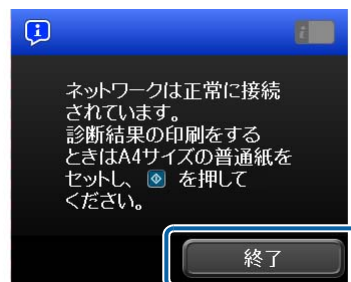 ネットワークは正常に接続
されています。
診断結果の印刷をする
ときはA4サイズの普通紙を
セットし、 を押して
ください。
終了